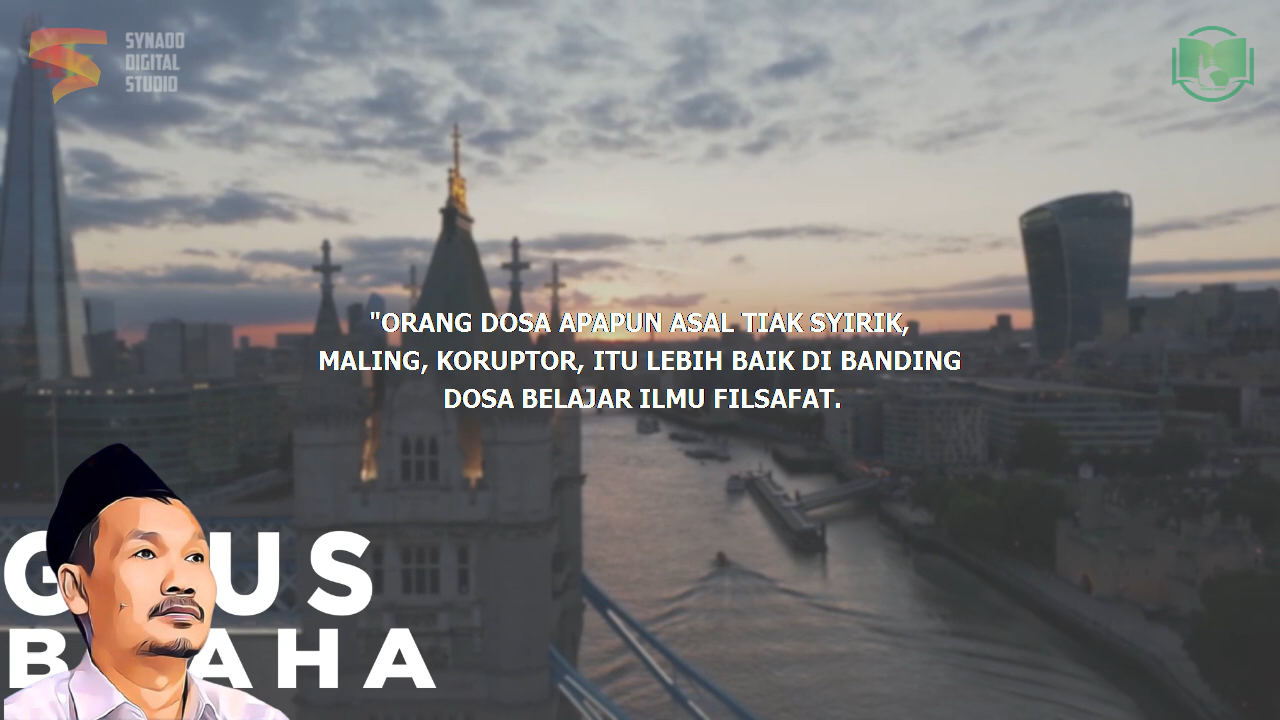 SYNADO
DIGITAL
STUDIO
"ORANG DOSA APAPUN ASAL TIAK SYIRIK,
MALING, KORUPTOR, ITU LEBIH BAIK DI BANDING
DOSA BELAJAR ILMU FILSAFAT.